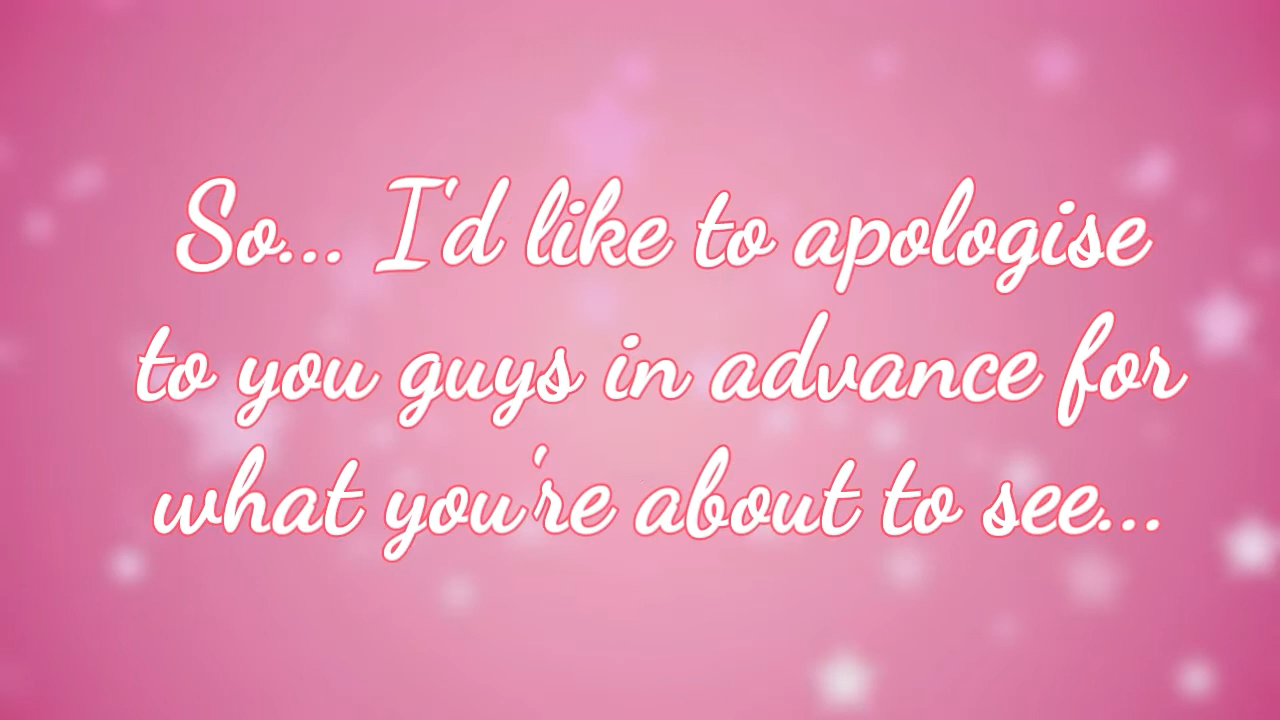 So... I'd like to apologise
to you guys in advance for
what you're about to see...